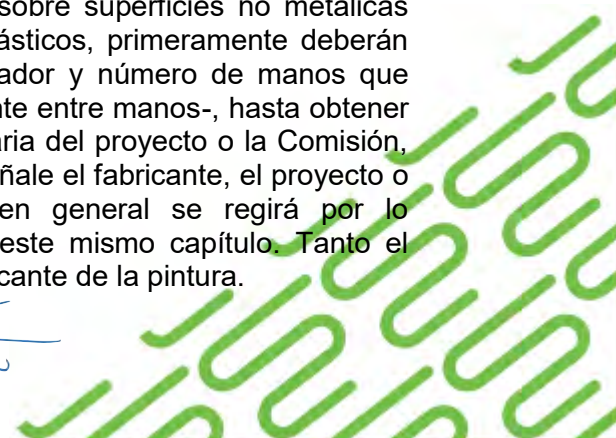 sobre superficies no metálicas
ásticos, primeramente deberán
ador y número de manos que
nte entre manos-, hasta obtener
aria del proyecto o la Comisión,
ñale el fabricante, el proyecto o
en general se regirá por lo
este mismo capítulo. Tanto el
icante de la pintura.